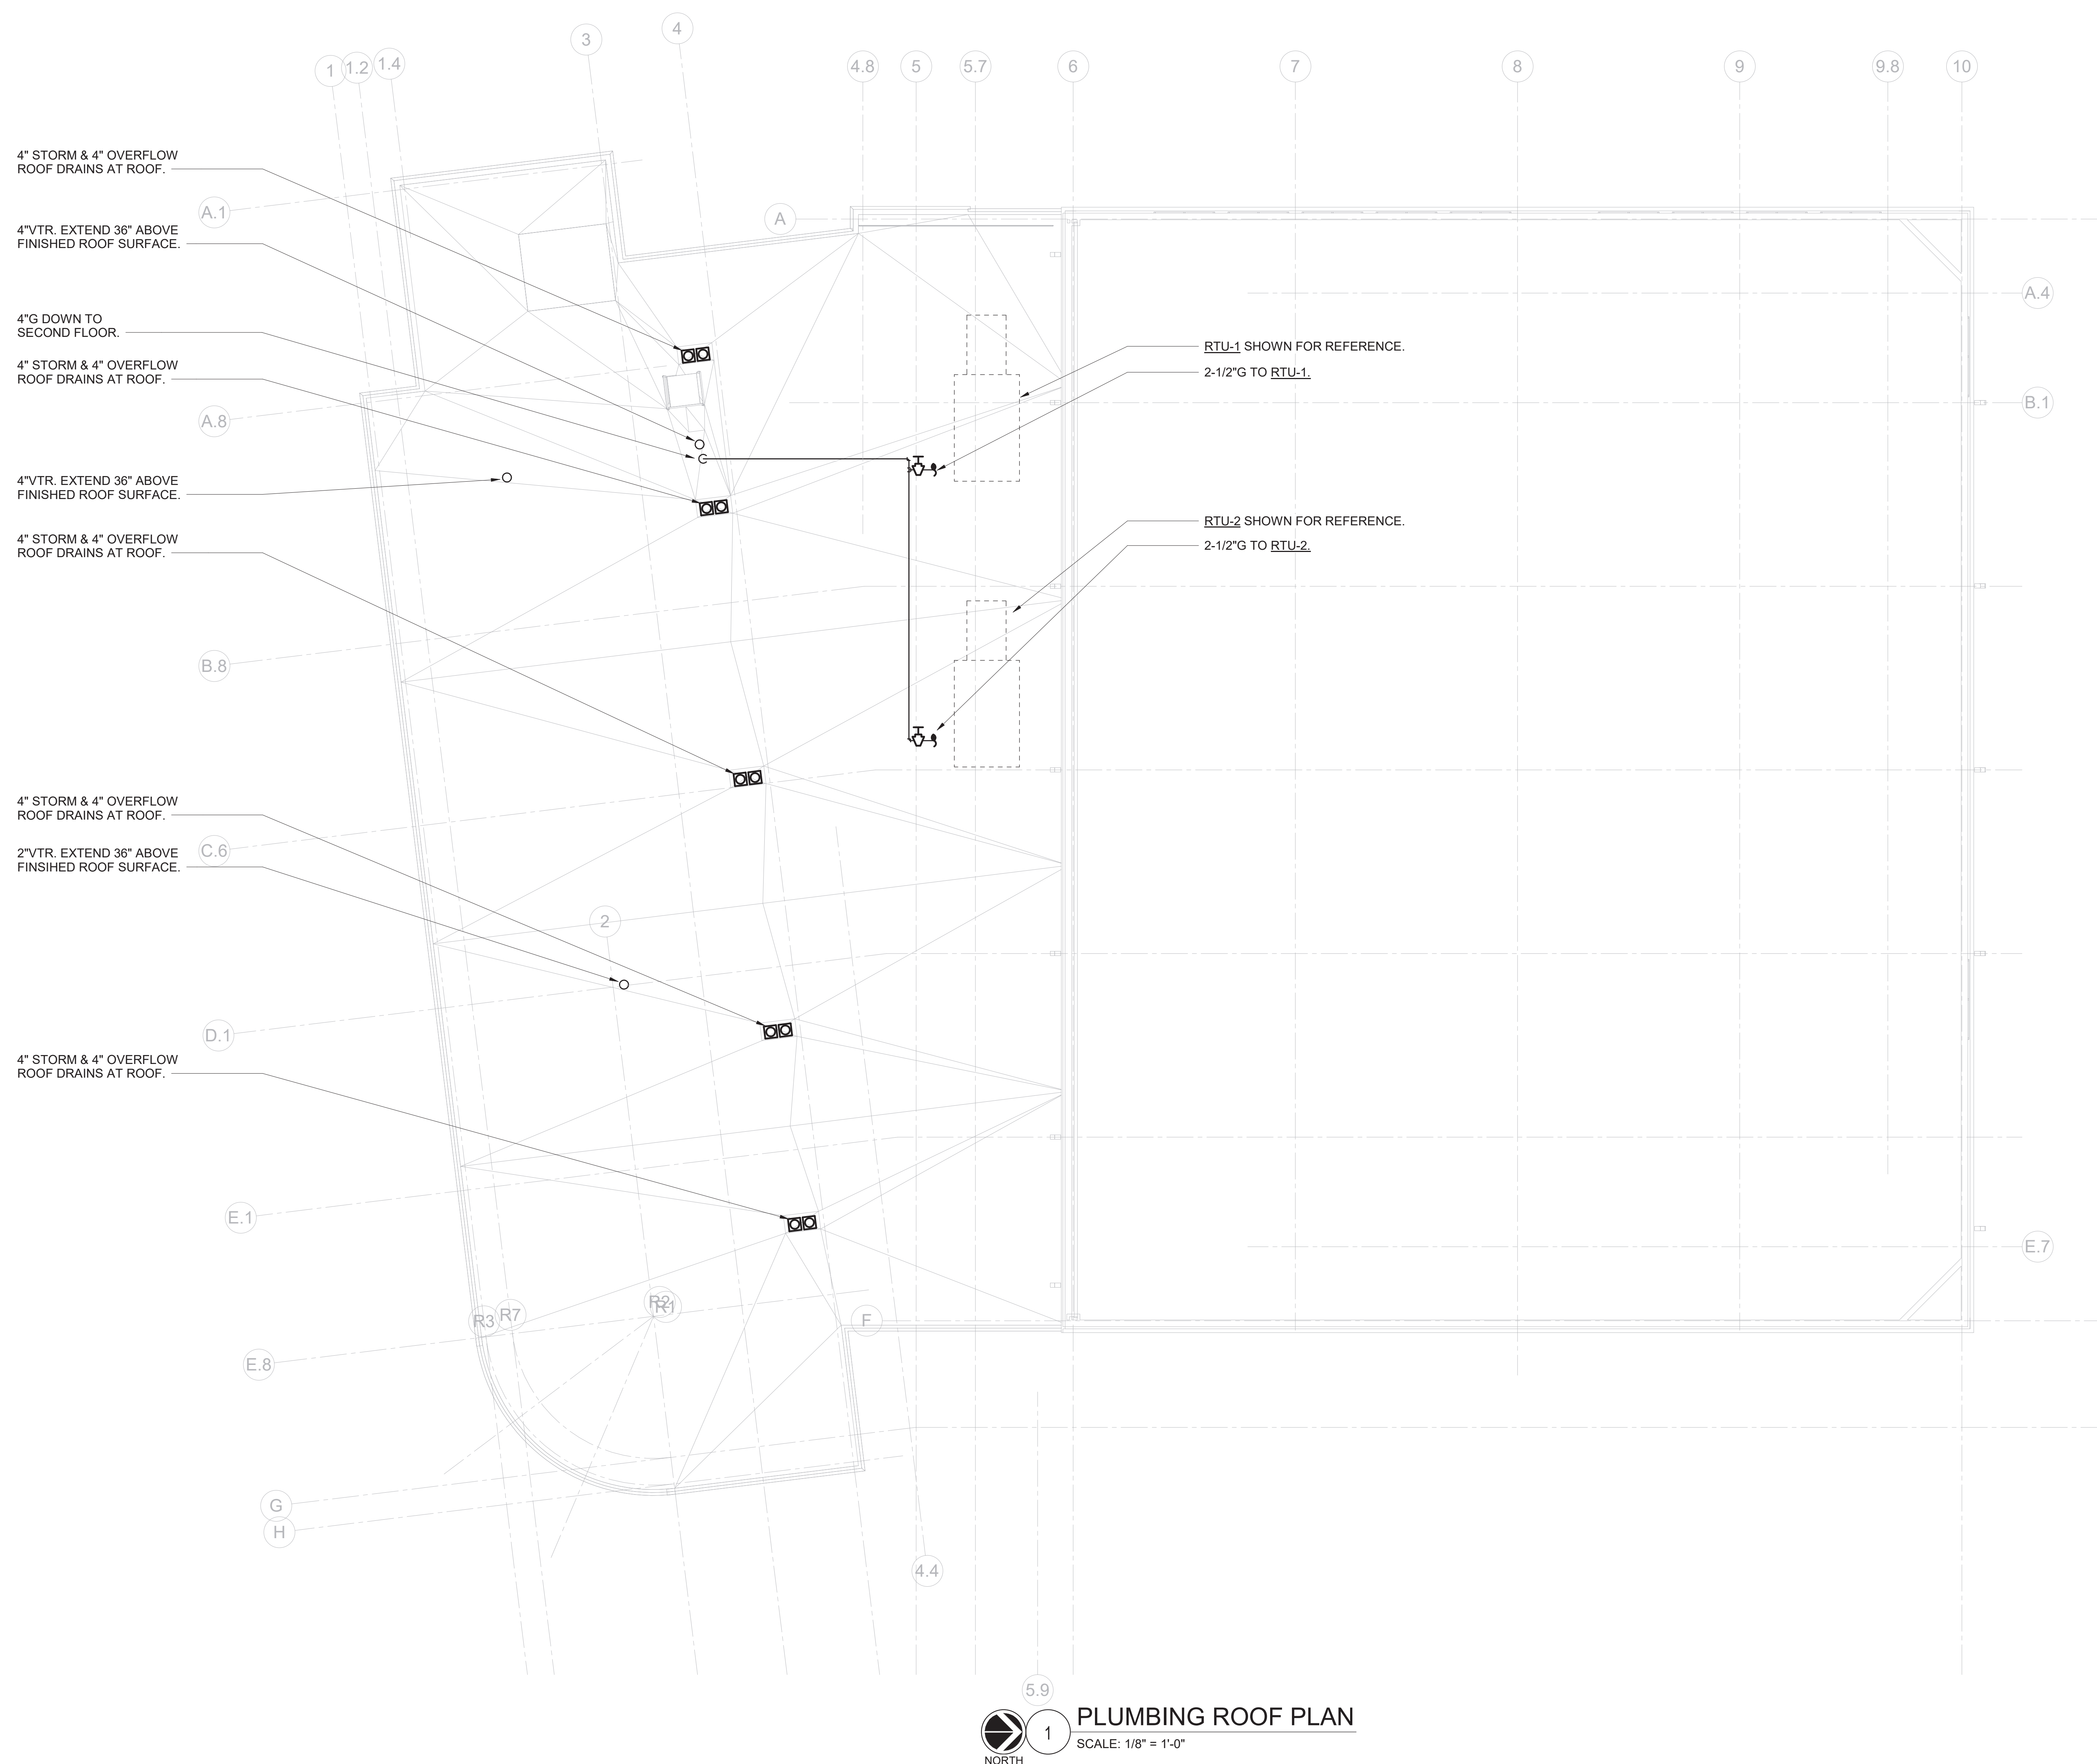 3
4
1
1.2
1.4
4.8
5
5.7
6
7
8
9
9.8
10
4" STORM & 4" OVERFLOW
ROOF DRAINS AT ROOF.
A.1
A
4"VTR. EXTEND 36" ABOVE
FINISHED ROOF SURFACE.
A.4
4"G DOWN TO
SECOND FLOOR.
RTU-1 SHOWN FOR REFERENCE.
4" STORM & 4" OVERFLOW
ROOF DRAINS AT ROOF.
2-1/2"G TO RTU-1.
B.1
A.8
4"VTR. EXTEND 36" ABOVE
FINISHED ROOF SURFACE.
RTU-2 SHOWN FOR REFERENCE.
4" STORM & 4" OVERFLOW
ROOF DRAINS AT ROOF.
2-1/2"G TO RTU-2.
B.8
4" STORM & 4" OVERFLOW
ROOF DRAINS AT ROOF.
C.6
2"VTR. EXTEND 36" ABOVE
FINSIHED ROOF SURFACE.
2
D.1
4" STORM & 4" OVERFLOW
ROOF DRAINS AT ROOF.
E.1
E.7
R2
R1
R3
R7
F
E.8
G
H
4.4
5.9
1
PLUMBING ROOF PLAN
SCALE: 1/8" = 1'-0"
NORTH